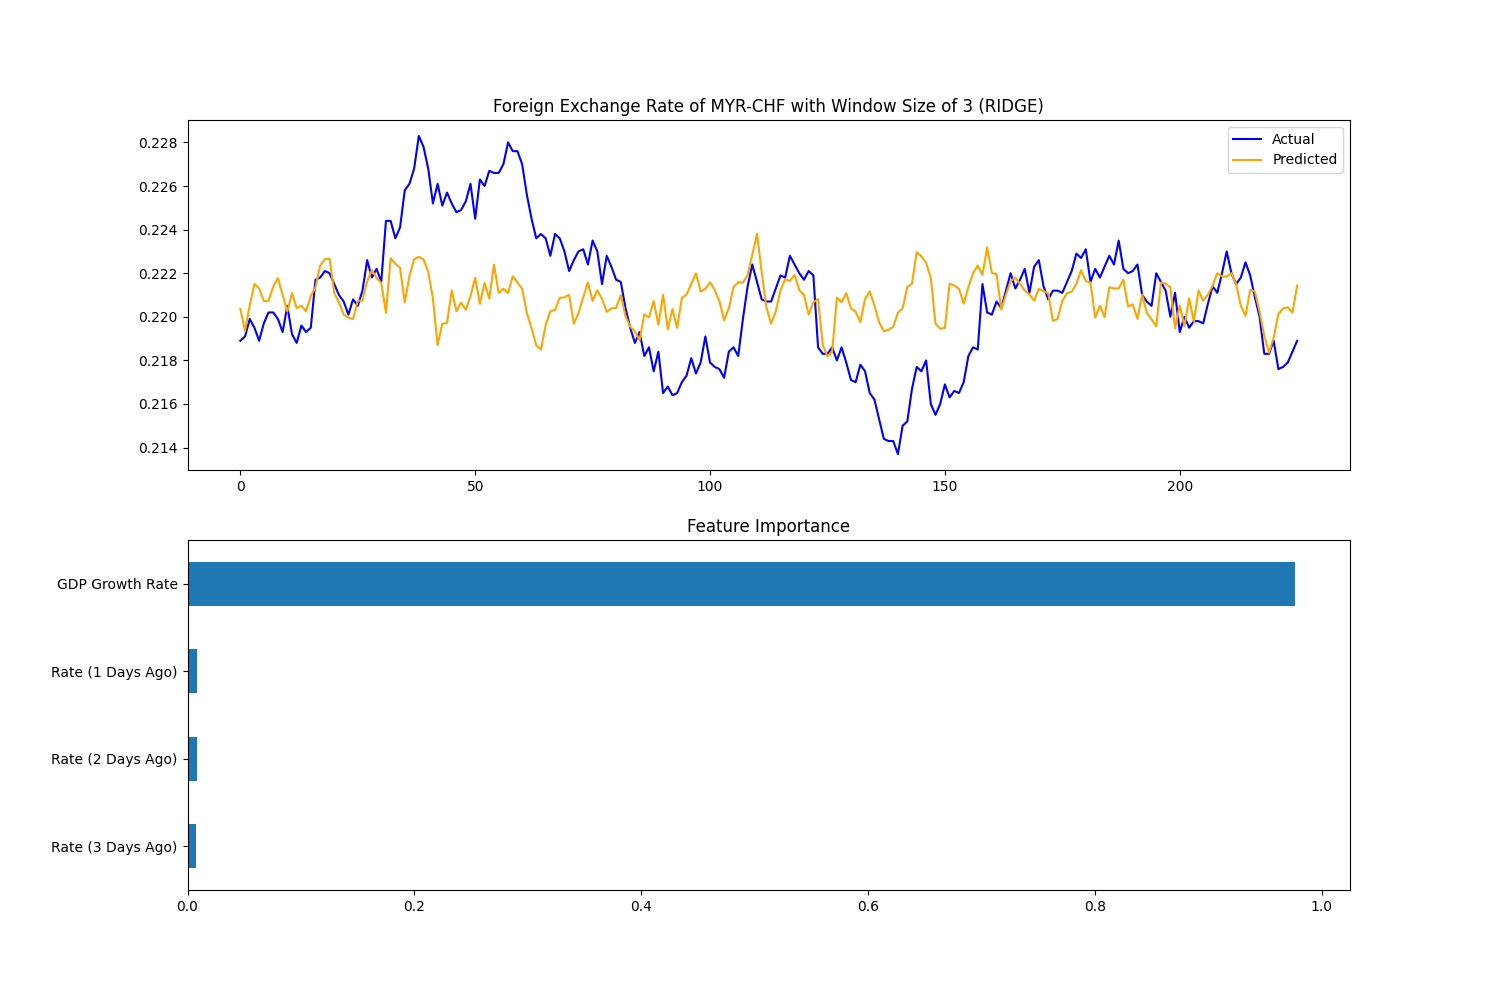 Foreign Exchange Rate of MYR-CHF with Window Size of 3 (RIDGE)
Actual
Predicted
0.228
0.226
0.224
0.222
0.220
0.218
0.216
0.214
0 50 100 150 200
Feature Importance
GDP Growth Rate
Rate (1 Days Ago)
Rate (2 Days Ago)
Rate (3 Days Ago)
0.0 0.2 0.4 0.6 0.8 1.0